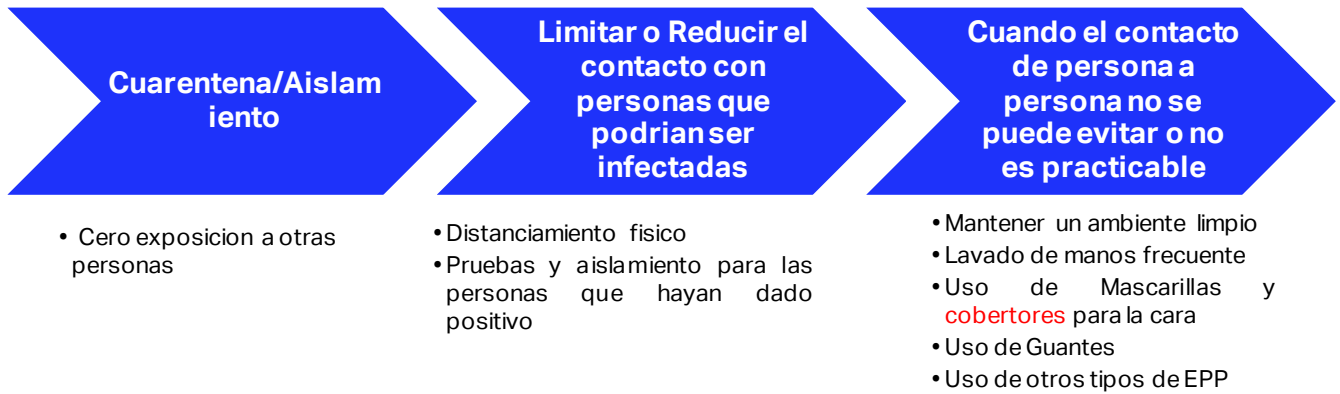 Cuarentena/Aislam
iento
• Cero exposicion a otras
personas
Limitar o Reducir el
contacto con
personas que
podrian ser
infectadas
• Distanciamiento fisico
• Pruebas y aislamiento para las
personas que hayan dado
positivo
Cuando el contacto
de persona a
persona no se
puede evitar o no
es practicable
• Mantener un ambiente limpio
• Lavado de manos frecuente
• Uso de Mascarillas y
cobertores para la cara
• Uso de Guantes
• Uso de otros tipos de EPP